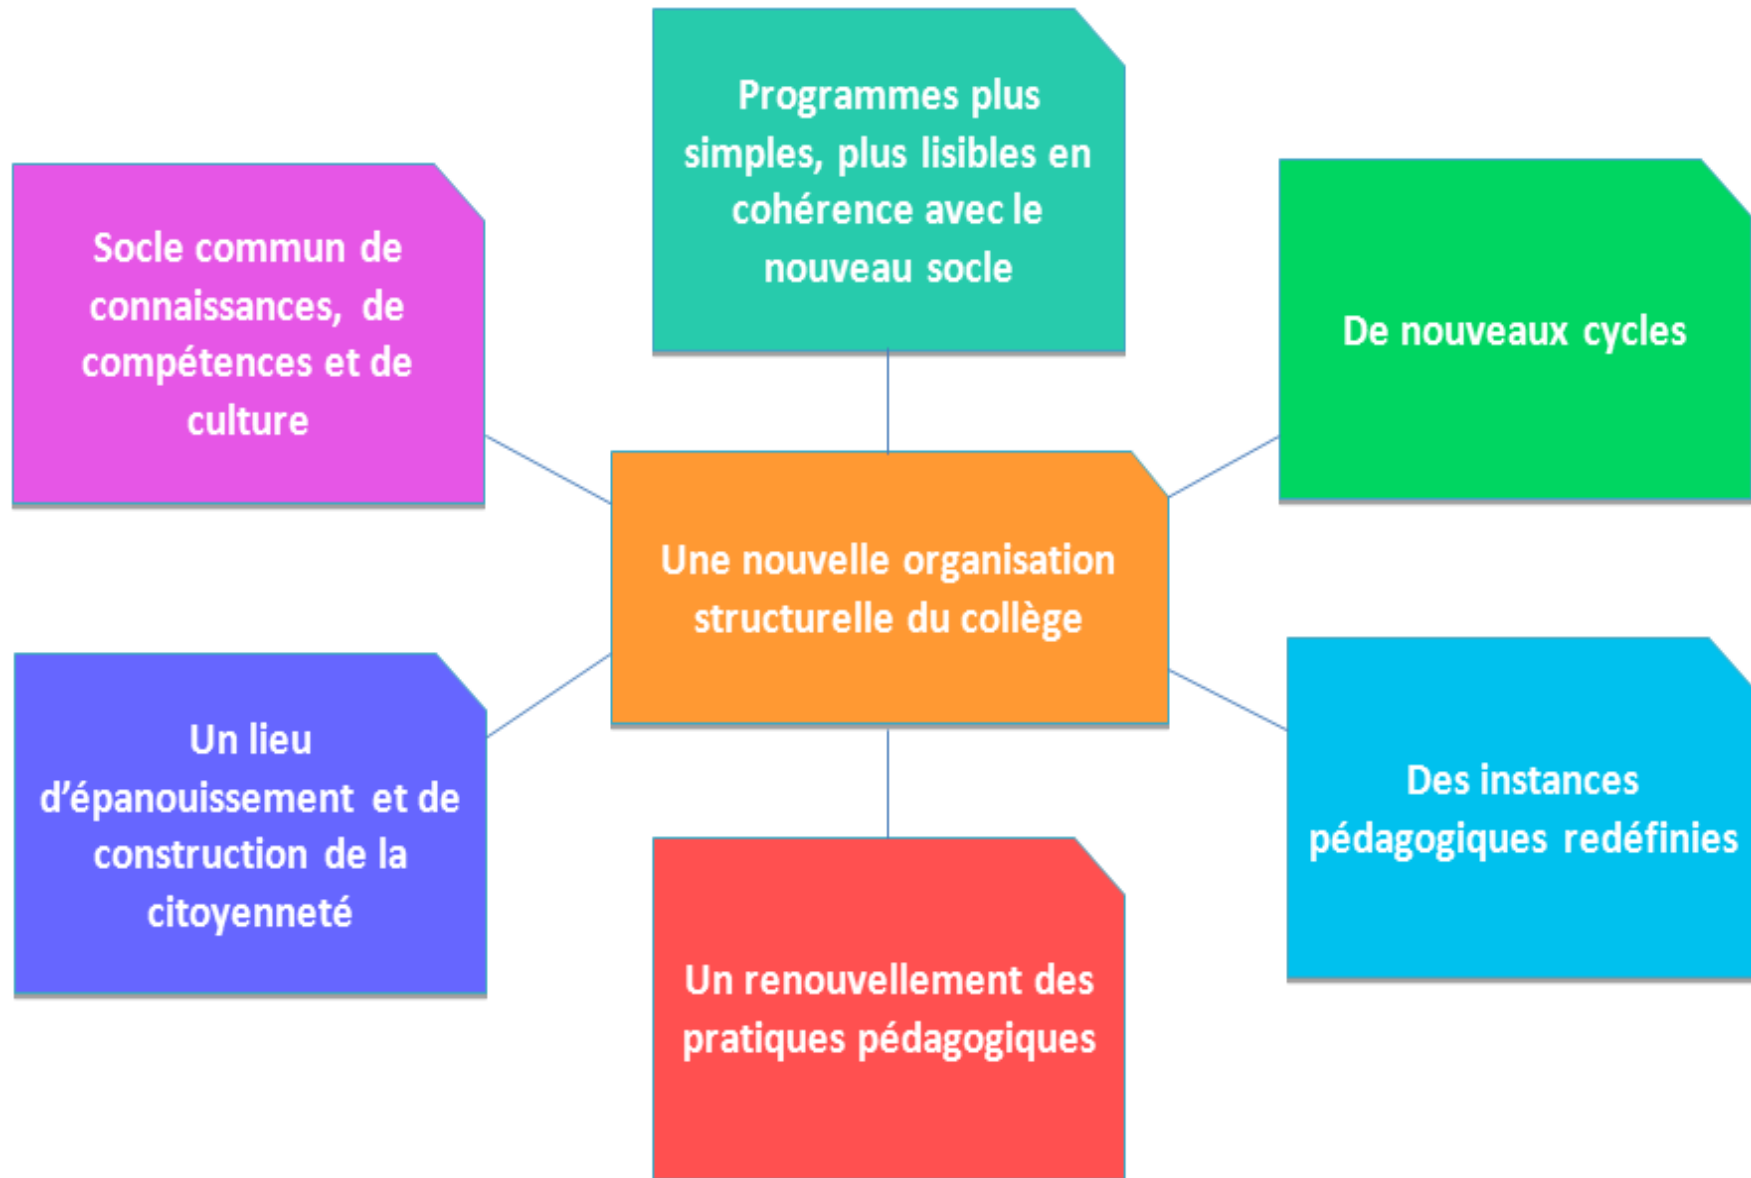 Programmes plus
simples, plus lisibles en
cohérence avec le
nouveau socle
Socle commun de
connaissances, de
compétences et de
culture
De nouveaux cycles
Une nouvelle organisation
structurelle du collège
Un lieu
d’épanouissement et de
construction de la
citoyenneté
Des instances
pédagogiques redéfinies
Un renouvellement des
pratiques pédagogiques